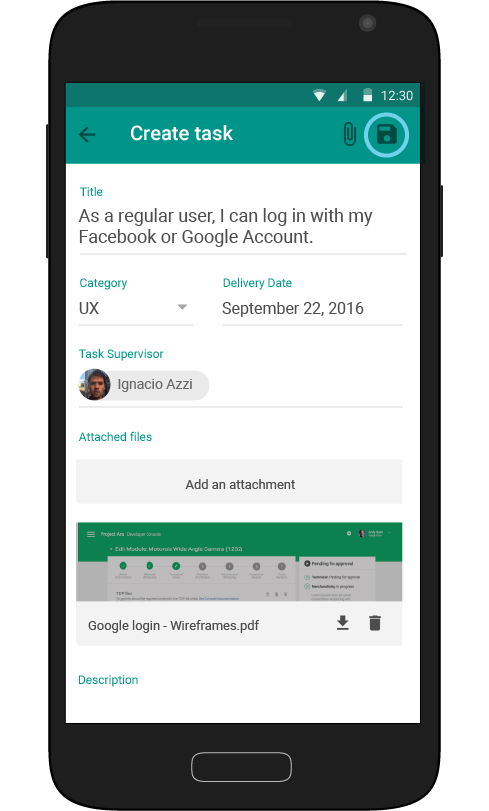 12:30
Create task
Title
As a regular user, I can log in with my
Facebook or Google Account.
Category
Delivery Date
UX
September 22, 2016
Task Supervisor
Ignacio Azzi
Attached files
Add an attachment
Project Ara Developer Console
Edit Module: Motorola Wide Angle Camera (1232)
Pending fo approval
Google login - Wireframes.pdf
Description